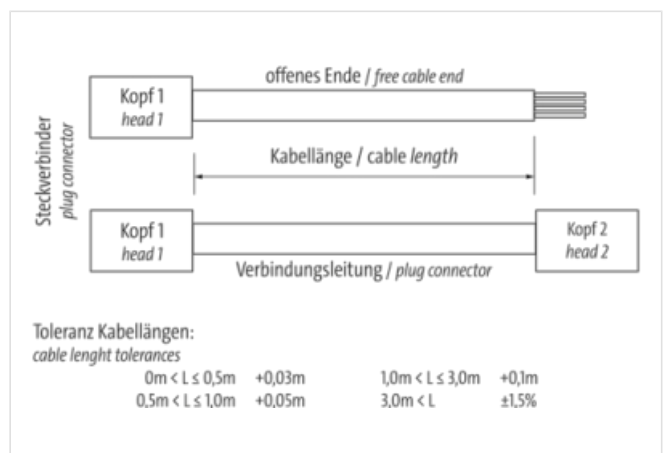 offenes Ende / free cable end
Kopf 1
head 1
Steckverbinder
plug connector
Kabellänge / cable length
Kopf 1
head 1
Kopf 2
head 2
Verbindungsleitung / plug connector
Toleranz Kabellängen:
cable lenght tolerances
0m < L ≤ 0,5m +0,03m 1,0m < L ≤ 3,0m +0,1m
0,5m < L ≤ 1,0m +0,05m 3,0m < L ±1,5%